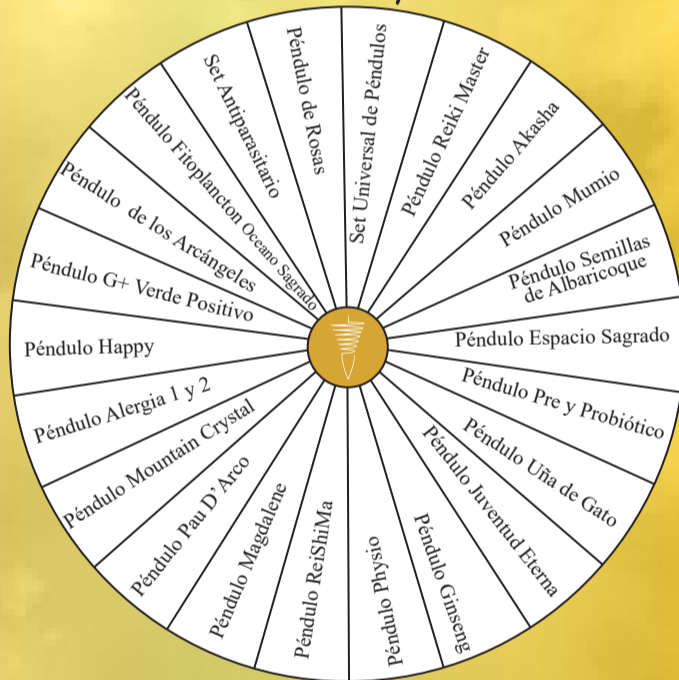 Set Universal de Péndulos
Péndulo Reiki Master
Péndulo Akasha
Péndulo Mumio
Péndulo Semillas
de Albaricoque
Péndulo Espacio Sagrado
Péndulo Pre y Probiótico
Péndulo Uña de Gato
Péndulo Juventud Eterna
Péndulo Ginseng
Péndulo Physio
Péndulo ReiShiMa
Péndulo Magdalene
Péndulo Pau D’Arco
Péndulo Mountain Crystal
Péndulo Alergia 1 y 2
Péndulo Happy
Péndulo G+ Verde Positivo
Péndulo de los Arcángeles
Péndulo Fitoplancton Oceano Sagrado
Set Antiparasitario
Péndulo de Rosas